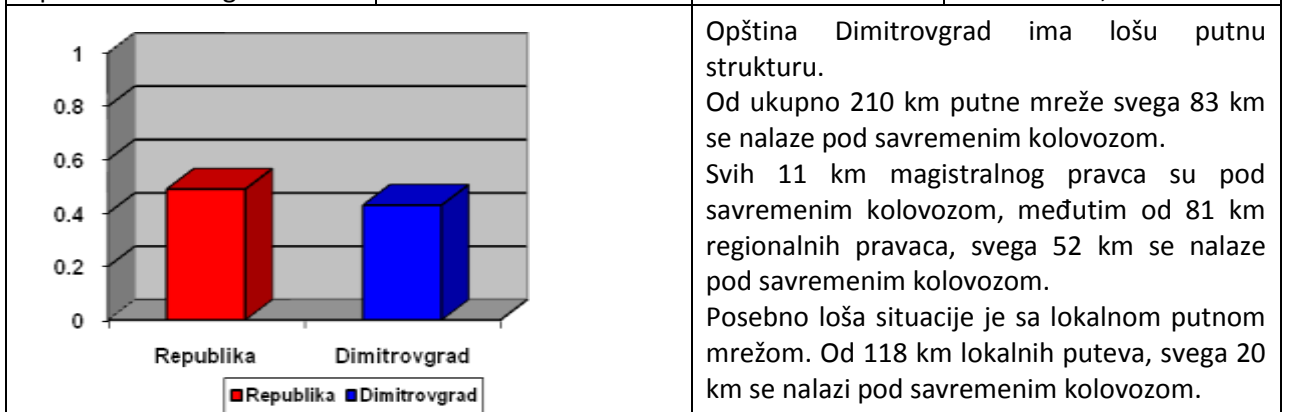 1
0.8
0.6
0.4
0.2
0
Republika Dimitrovgrad
Republika Dimitrovgrad
Opština Dimitrovgrad ima lošu putnu
strukturu.
Od ukupno 210 km putne mreže svega 83 km
se nalaze pod savremenim kolovozom.
Svih 11 km magistralnog pravca su pod
savremenim kolovozom, međutim od 81 km
regionalnih pravaca, svega 52 km se nalaze
pod savremenim kolovozom.
Posebno loša situacije je sa lokalnom putnom
mrežom. Od 118 km lokalnih puteva, svega 20
km se nalazi pod savremenim kolovozom.